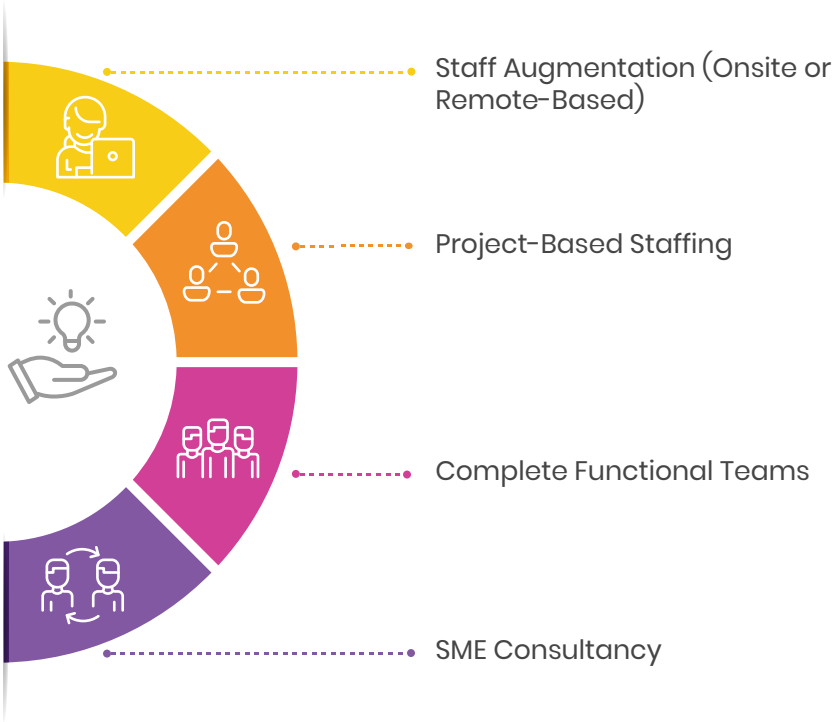 Staff Augmentation (Onsite or
Remote-Based)
Project-Based Staffing
Complete Functional Teams
SME Consultancy